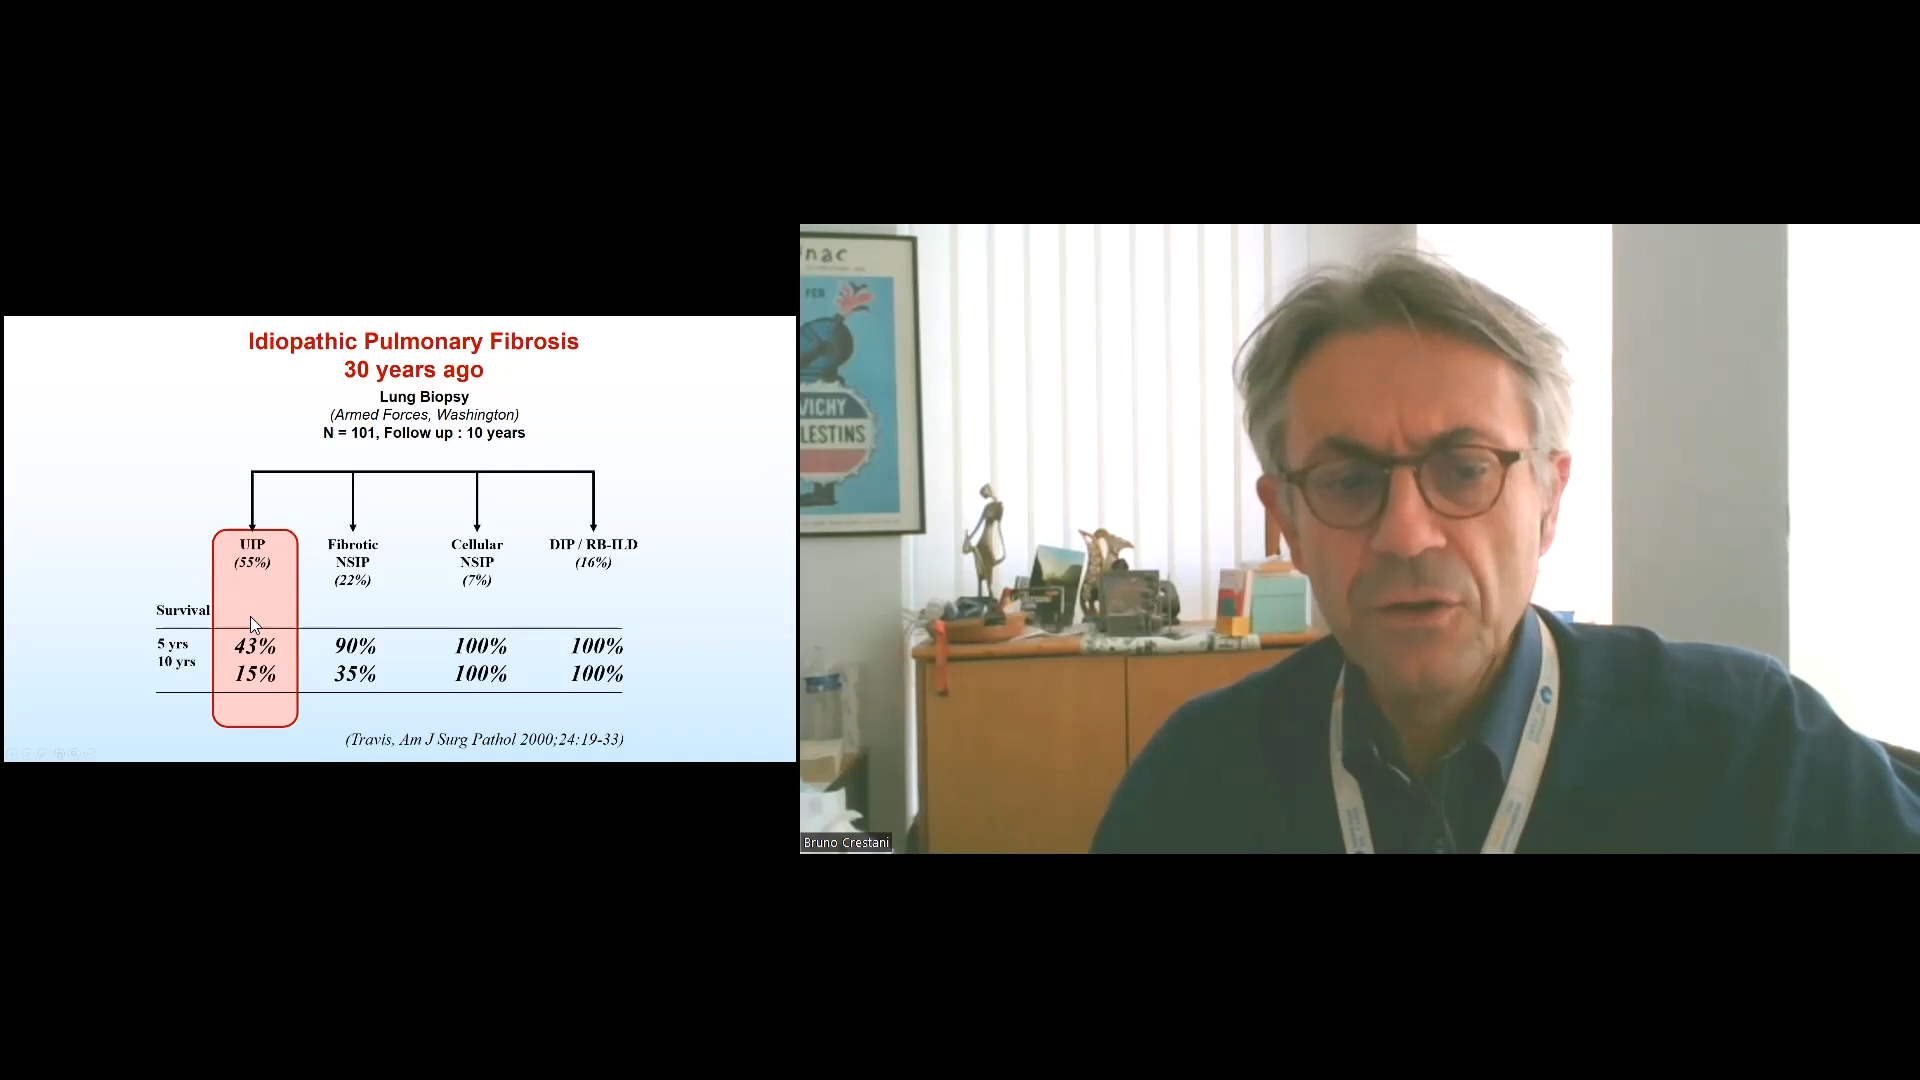 Idiopathic Pulmonary Fibrosis
30 years ago
Lung Biopsy
(Armed Forces, Washington)
N = 101, Follow up : 10 years
UIP
(55%)
Fibrotic
NSIP
(22%)
Cellular
NSIP
(7%)
DIP / RB-ILD
(16%)
Survival
5 yrs 43% 90% 100% 100%
10 yrs 15% 35% 100% 100%
(Travis, Am J Surg Pathol 2000;24:19-33)
VICHY
LESTINS
Bruno Crestani